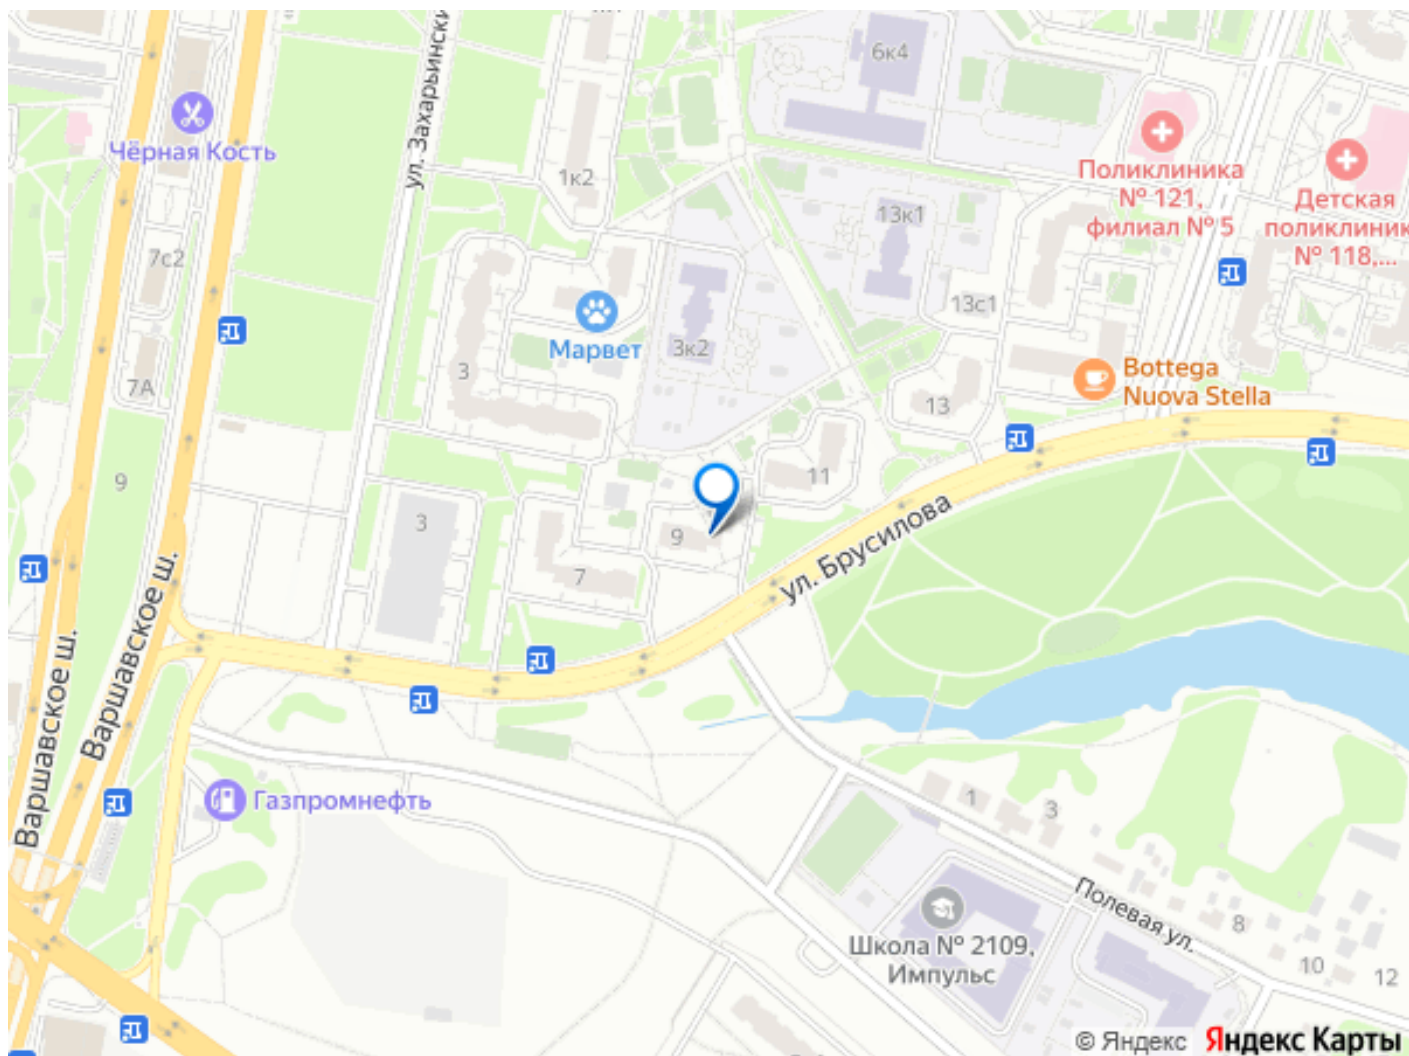 6к4
ул. Захарьински
Чёрная Кость
1к2
Поликлиника
№ 121,
филиал № 5
Детская
поликлиник
№ 118,...
13к1
7с2
13с1
Марвет
3к2
3
7А
Bottega
Nuova Stella
13
11
9
3
9
7
ул. Брусилова
Варшавское ш.
Варшавское ш.
Газпромнефть
1
3
Полевая ул.
8
Школа № 2109,
Импульс
10
12
© Яндекс Яндекс Карты